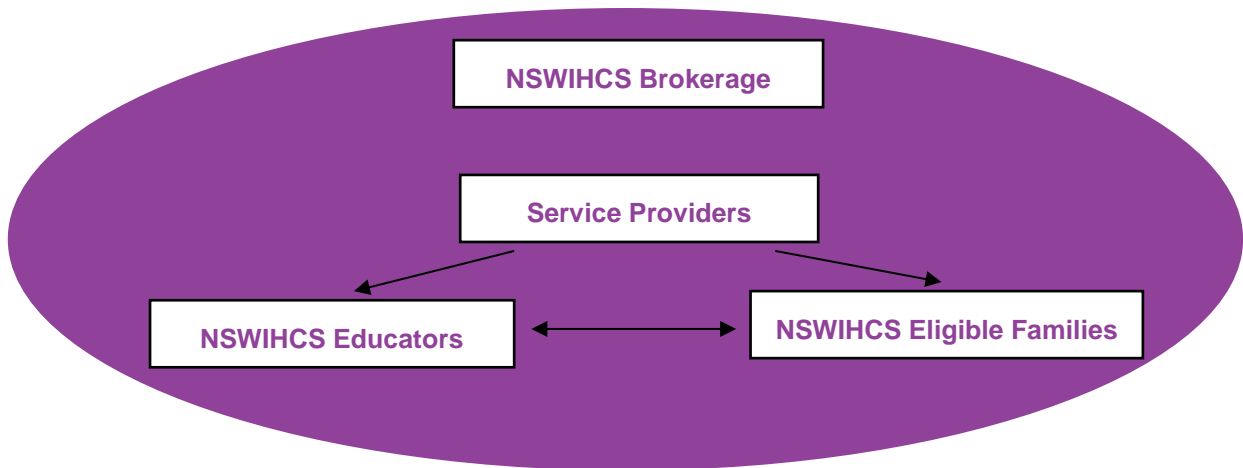 NSWIHCS Brokerage
Service Providers
NSWIHCS Educators
NSWIHCS Eligible Families